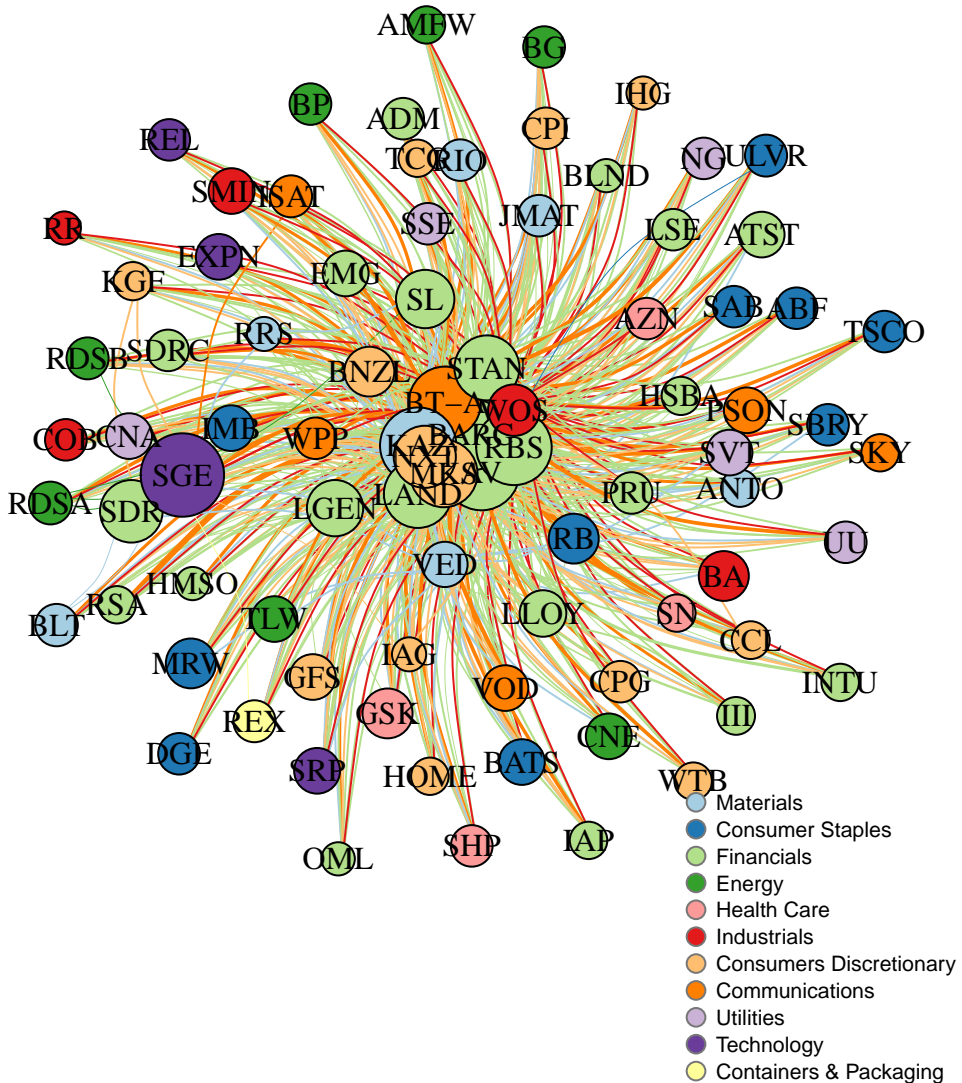 AMFW
BG
IHG
BP
ADM
CPI
REL
TCG
RIO
BLND
NG
ULVR
SMIN
ISAT
SSE
JMAT
LSE
ATST
RR
EXPN
EMG
SL
KGF
RRS
AZN
SAB
ABF
TSCO
RDSB
SDRC
BNZL
STAN
HSBA
BT-A
WOS
PSON
SBRY
COB
CNA
IMB
WPP
BARC
RBS
SVT
SKY
SGE
MKS
AV
RDSA
SDR
LGEN
LAND
PRU
ANTO
RB
UU
VED
BA
HMSO
RSA
BLT
TLW
LLOY
SN
CCL
MRW
IAG
GFS
VOD
CPG
INTU
REX
GSK
III
DGE
SRP
HOME
BATS
CNE
WTB
OML
SHP
IAP
Materials
Consumer Staples
Financials
Energy
Health Care
Industrials
Consumers Discretionary
Communications
Utilities
Technology
Containers & Packaging